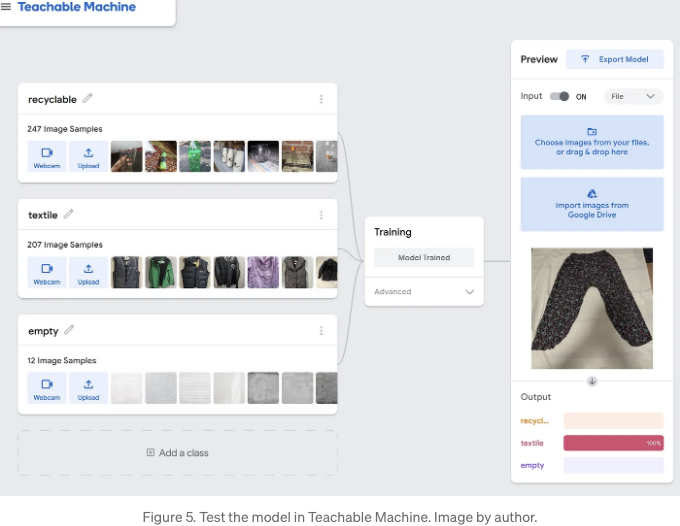 Teachable Machine
recyclable
247 Image Samples
Webcam
Upload
textile
207 Image Samples
Webcam
Upload
empty
12 Image Samples
Webcam
Upload
Add a class
Training
Model Trained
Advanced
Preview
Export Model
Input
ON
File
Choose images from your files,
or drag & drop here
Import images from
Google Drive
Output
recycl...
textile
100%
empty
Figure 5. Test the model in Teachable Machine. Image by author.